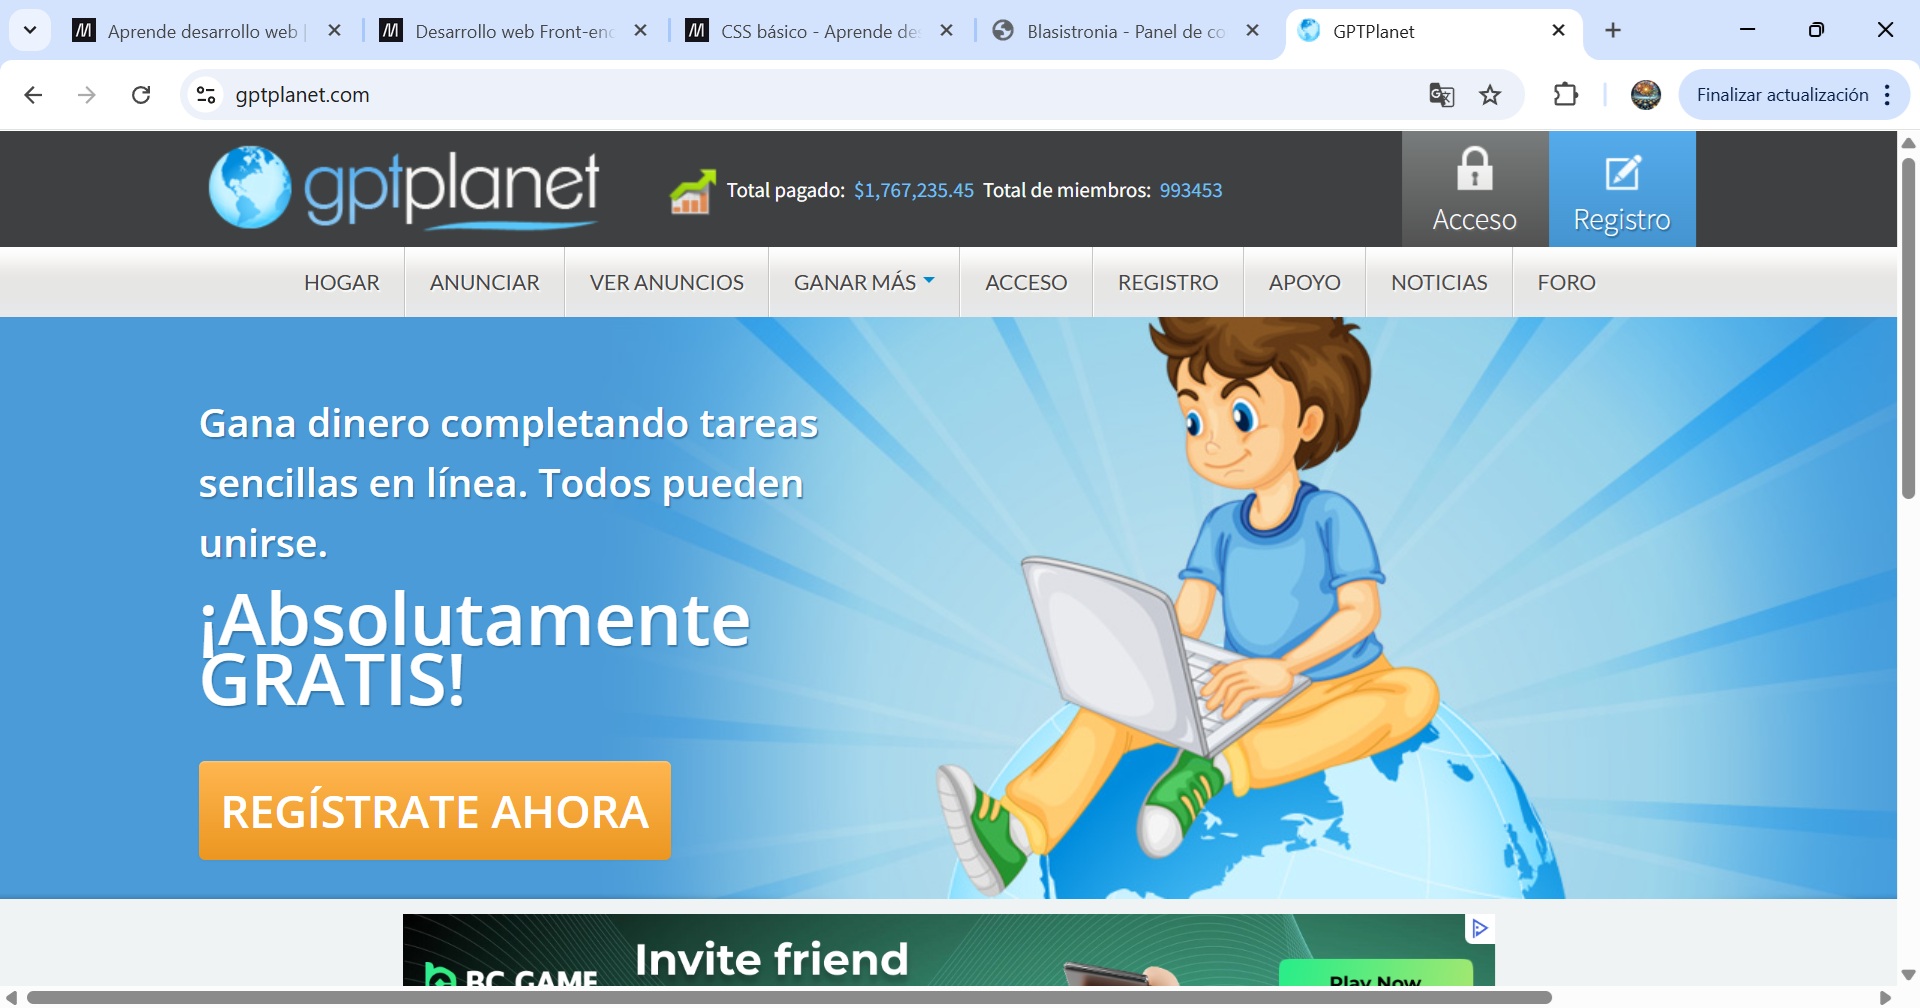 Aprende desarrollo web |
Desarrollo web Front-end
CSS básico - Aprende des
Blasistronia - Panel de co
GPTPlanet
gptplanet.com
Finalizar actualización
gptplanet
Total pagado: $1,767,235.45 Total de miembros: 993453
Acceso
Registro
HOGAR
ANUNCIAR
VER ANUNCIOS
GANAR MÁS
ACCESO
REGISTRO
APOYO
NOTICIAS
FORO
Gana dinero completando tareas
sencillas en línea. Todos pueden
unirse.
¡Absolutamente
GRATIS!
REGÍSTRATE AHORA
Invite friend
BC.GAME
Play Now